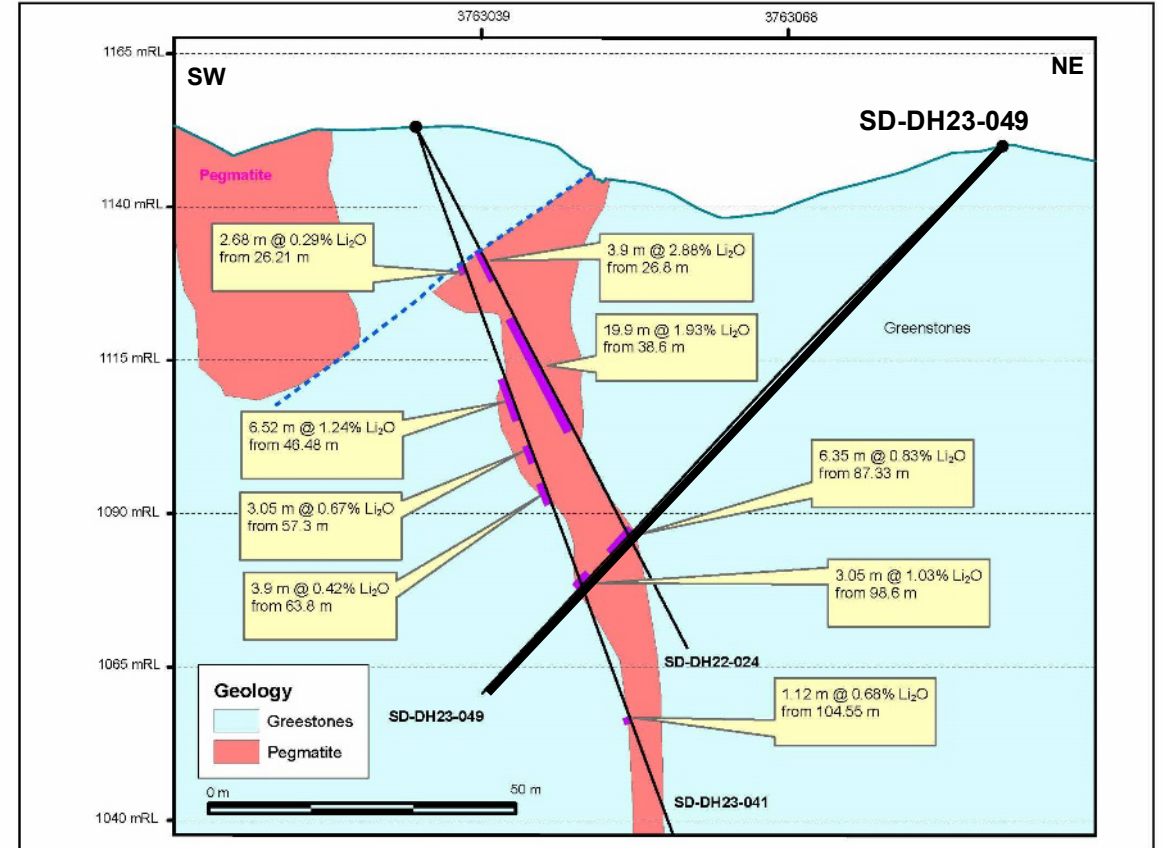 3763039 3763068
1165 mRL
SW NE
SD-DH23-049
Pegmatite
1140 mRL
2.68 m @ 0.29% Li₂O
from 26.21 m
3.9 m @ 2.88% Li₂O
from 26.8 m
19.9 m @ 1.93% Li₂O
from 38.6 m
Greenstones
1115 mRL
6.52 m @ 1.24% Li₂O
from 46.48 m
6.35 m @ 0.83% Li₂O
from 87.33 m
3.05 m @ 0.67% Li₂O
from 57.3 m
1090 mRL
3.9 m @ 0.42% Li₂O
from 63.8 m
3.05 m @ 1.03% Li₂O
from 98.6 m
1065 mRL
SD-DH22-024
SD-DH23-049
1.12 m @ 0.68% Li₂O
from 104.55 m
Geology
Greestones
Pegmatite
0 m 50 m
SD-DH23-041
1040 mRL